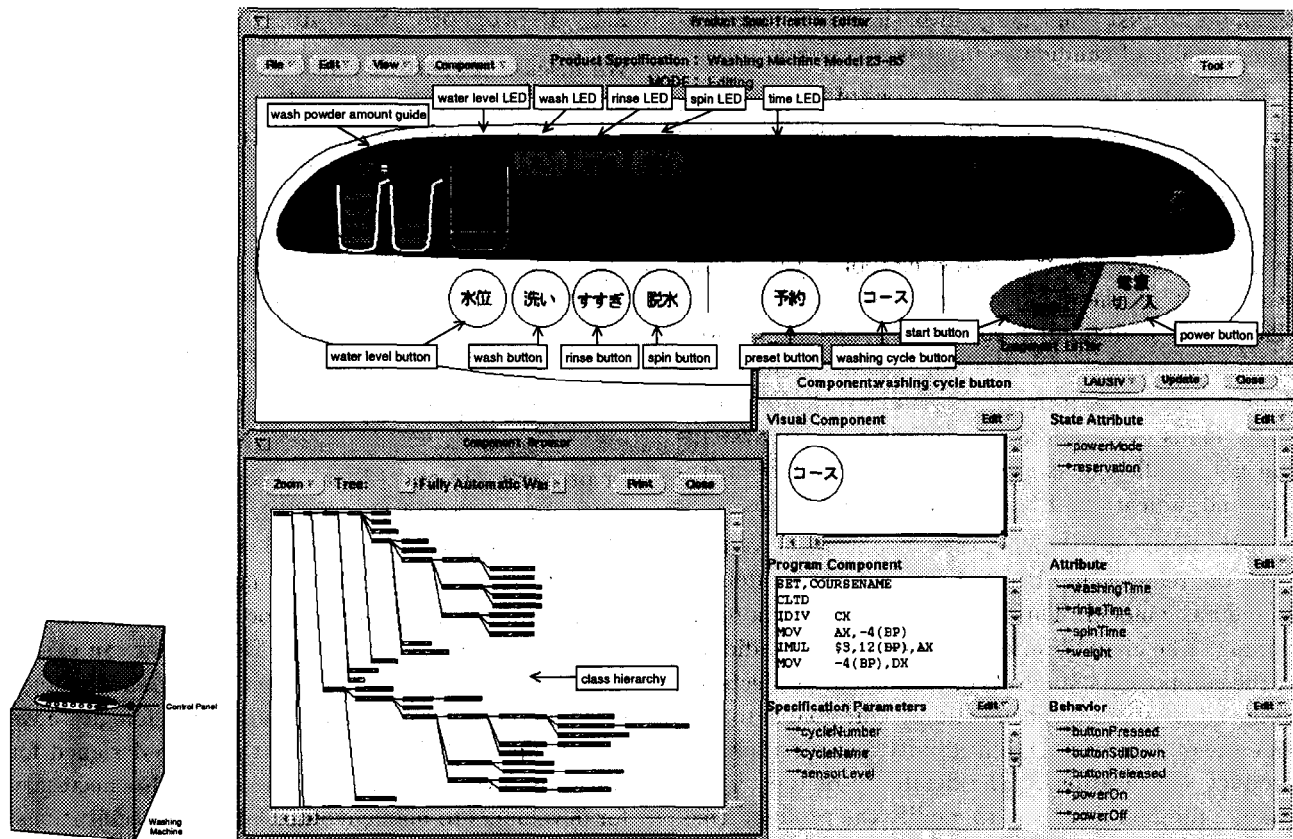 Product Specification Editor
File Edit View Component Product Specification : Washing Machine Model 23-85 Tool
MODE : Editing
water level LED wash LED rinse LED spin LED time LED
wash powder amount guide
水位 洗い すすぎ 脱水 予約 コース 電源
切/入
start button power button
water level button wash button rinse button spin button preset button washing cycle button
Component Editor
Component:washing cycle button LAUSIV Update Close
Visual Component Edit
コース
State Attribute Edit
powerMode
reservation
Component Browser
Zoom Tree: Fully Automatic Was Print Close
class hierarchy
Program Component
SET,COURSENAME
CLTD
IDIV CX
MOV AX,-4(BP)
IMUL $3,12(BP),AX
MOV -4(BP),DX
Attribute Edit
washingTime
rinseTime
spinTime
weight
Specification Parameters Edit
cycleNumber
cycleName
sensorLevel
Behavior Edit
buttonPressed
buttonStillDown
buttonReleased
powerOn
powerOff
Control Panel
Washing
Machine